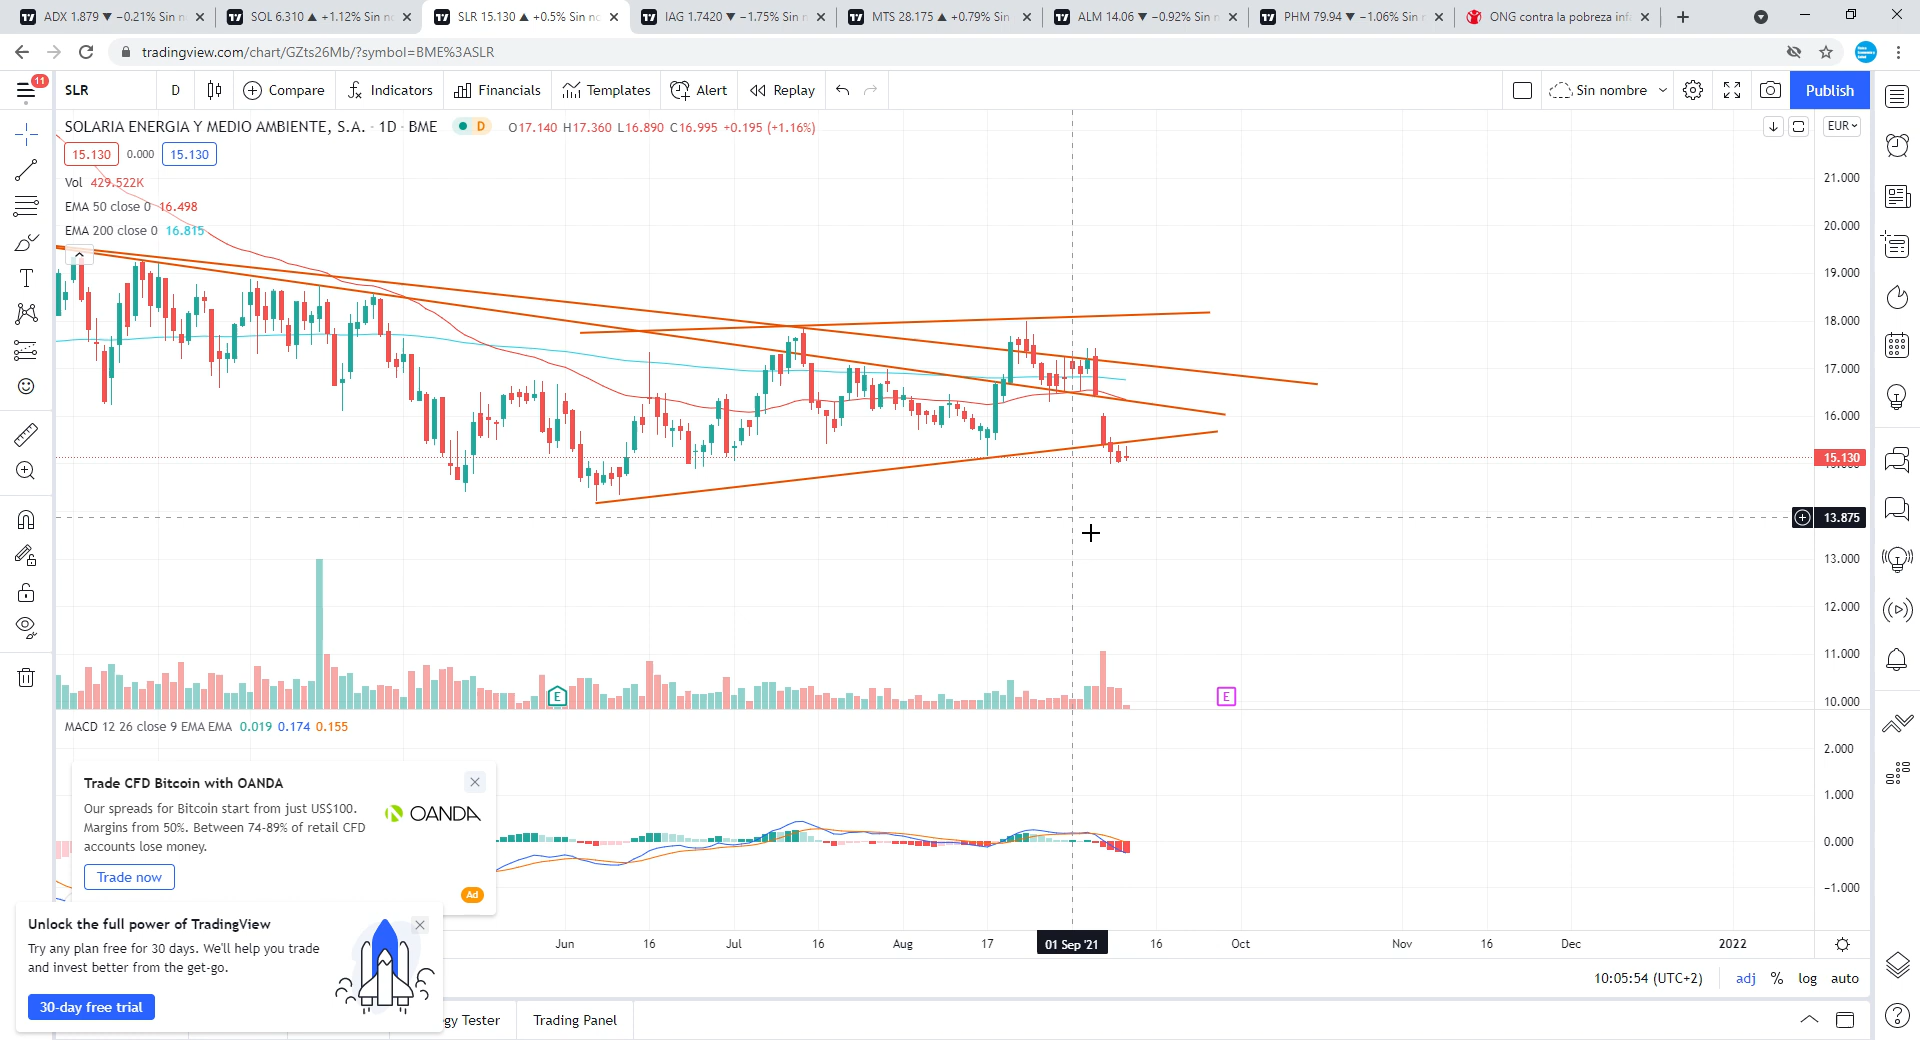 ADX 1.879 ▼ −0.21% Sin n
SOL 6.310 ▲ +1.12% Sin no
SLR 15.130 ▲ +0.5% Sin no
IAG 1.7420 ▼ −1.75% Sin n
MTS 28.175 ▲ +0.79% Sin n
ALM 14.06 ▼ −0.92% Sin n
PHM 79.94 ▼ −1.06% Sin n
ONG contra la pobreza inf
tradingview.com/chart/GZts26Mb/?symbol=BME%3ASLR
11
SLR
D
Compare
Indicators
Financials
Templates
Alert
Replay
Sin nombre
Publish
SOLARIA ENERGIA Y MEDIO AMBIENTE, S.A. · 1D · BME
D
O17.140 H17.360 L16.890 C16.995 +0.195 (+1.16%)
EUR
15.130 0.000 15.130
Vol 429.522K
EMA 50 close 0 16.498
EMA 200 close 0 16.815
21.000
20.000
19.000
18.000
17.000
16.000
15.130
13.875
13.000
12.000
11.000
10.000
E
E
MACD 12 26 close 9 EMA EMA 0.019 0.174 0.155
2.000
1.000
0.000
−1.000
Trade CFD Bitcoin with OANDA
Our spreads for Bitcoin start from just US$100.
Margins from 50%. Between 74-89% of retail CFD
accounts lose money.
OANDA
Trade now
Ad
Unlock the full power of TradingView
Try any plan free for 30 days. We'll help you trade
and invest better from the get-go.
30-day free trial
Jun 16 Jul 16 Aug 17 01 Sep '21 16 Oct Nov 16 Dec 2022
10:05:54 (UTC+2) adj % log auto
gy Tester
Trading Panel